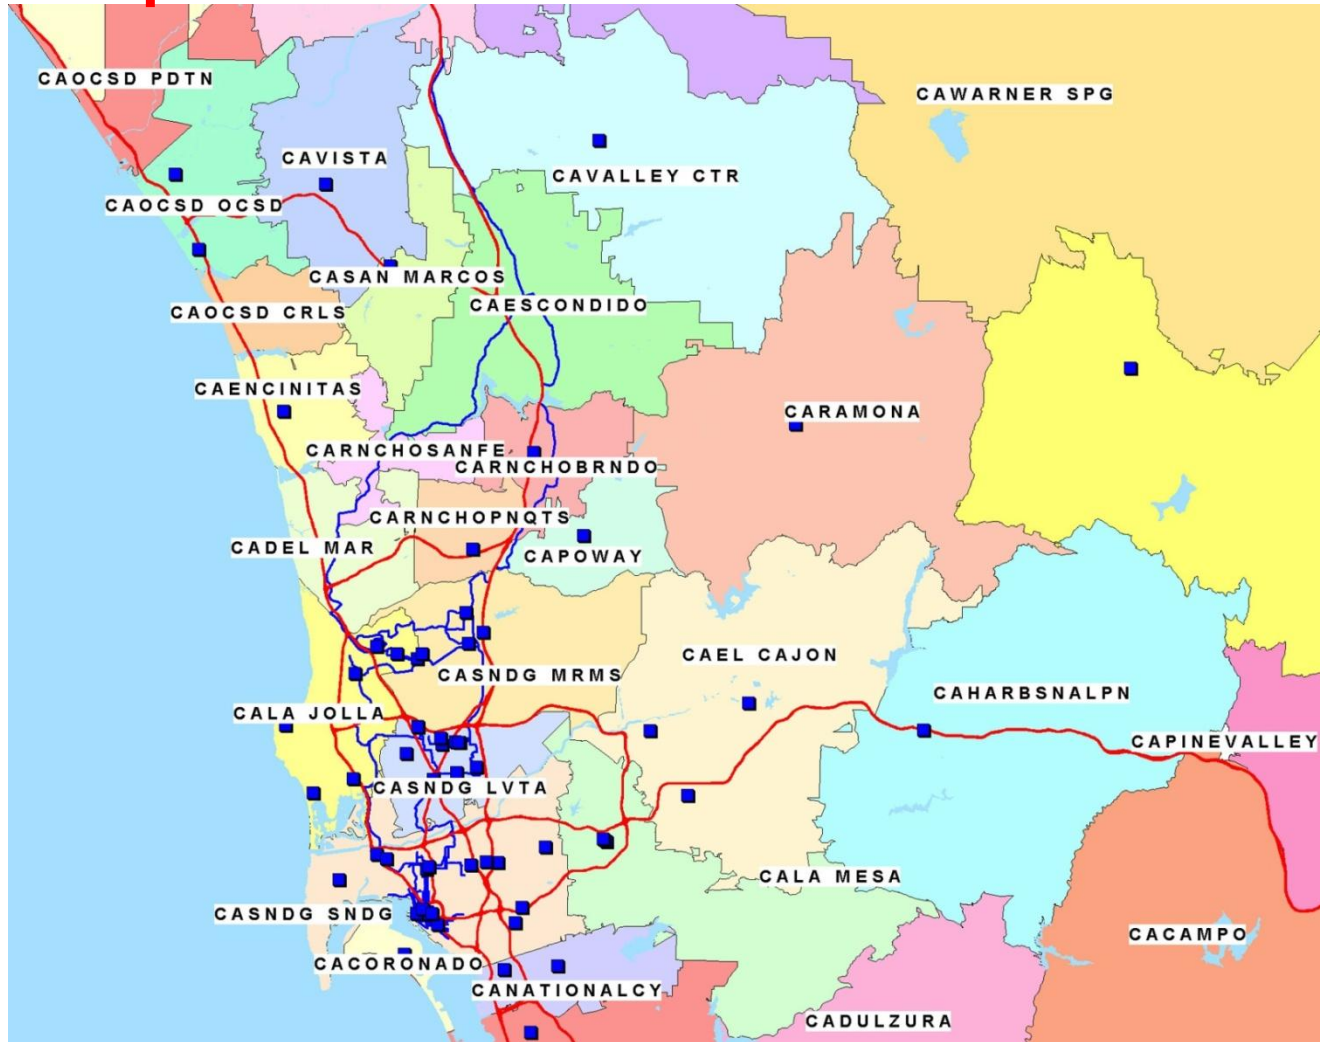 CAOCSD PDTN
CAWARNER SPG
CAVISTA
CAVALLEY CTR
CAOCSD OCSD
CASAN MARCOS
CAESCONDIDO
CAOCSD CRLS
CAENCINITAS
CARAMONA
CARNCHOSANFE
CARNCHOBRNDO
CARNCHOPNQTS
CADEL MAR
CAPOWAY
CAEL CAJON
CASNDG MRMS
CAHARBSNALPN
CALA JOLLA
CAPINEVALLEY
CASNDG LVTA
CALA MESA
CASNDG SNDG
CACAMPO
CACORONADO
CANATIONALCY
CADULZURA